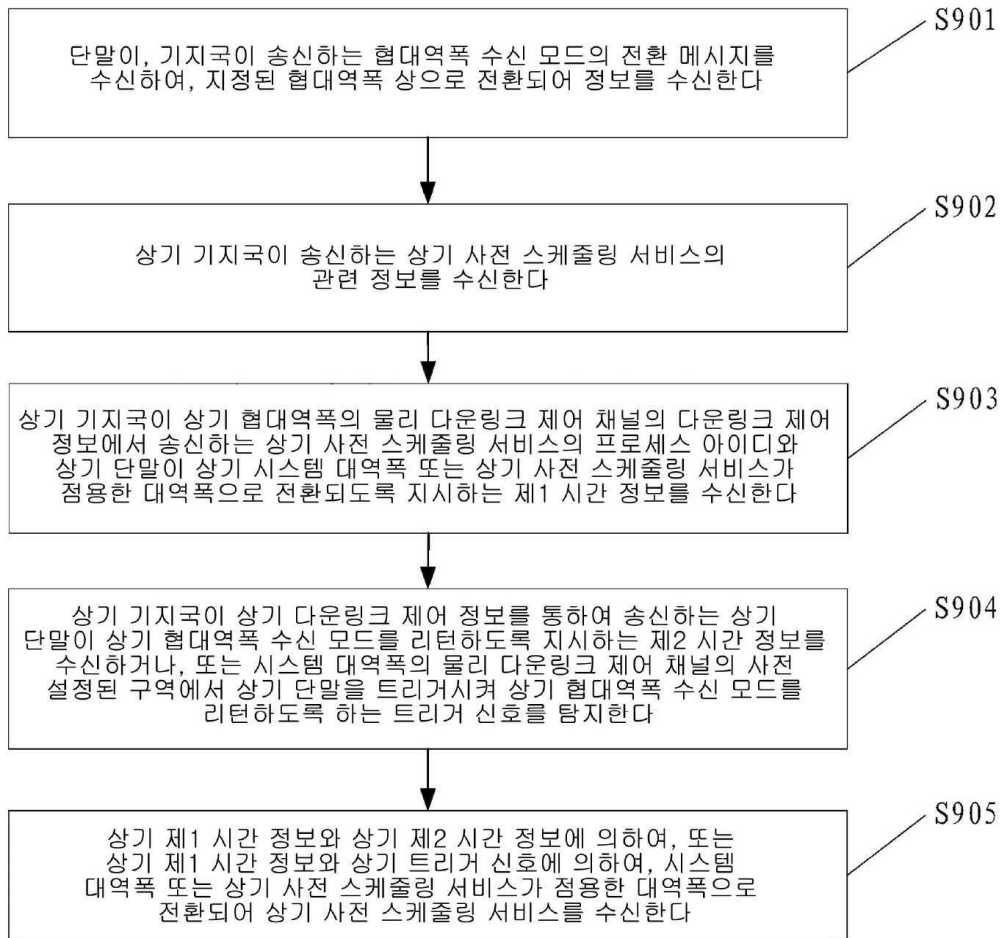 S901
단말이, 기지국이 송신하는 협대역폭 수신 모드의 전환 메시지를
수신하여, 지정된 협대역폭 상으로 전환되어 정보를 수신한다
S902
상기 기지국이 송신하는 상기 사전 스케줄링 서비스의
관련 정보를 수신한다
S903
상기 기지국이 상기 협대역폭의 물리 다운링크 제어 채널의 다운링크 제어
정보에서 송신하는 상기 사전 스케줄링 서비스의 프로세스 아이디와
상기 단말이 상기 시스템 대역폭 또는 상기 사전 스케줄링 서비스가
점용한 대역폭으로 전환되도록 지시하는 제1 시간 정보를 수신한다
S904
상기 기지국이 상기 다운링크 제어 정보를 통하여 송신하는 상기
단말이 상기 협대역폭 수신 모드를 리턴하도록 지시하는 제2 시간 정보를
수신하거나, 또는 시스템 대역폭의 물리 다운링크 제어 채널의 사전
설정된 구역에서 상기 단말을 트리거시켜 상기 협대역폭 수신 모드를
리턴하도록 하는 트리거 신호를 탐지한다
S905
상기 제1 시간 정보와 상기 제2 시간 정보에 의하여, 또는
상기 제1 시간 정보와 상기 트리거 신호에 의하여, 시스템
대역폭 또는 상기 사전 스케줄링 서비스가 점용한 대역폭으로
전환되어 상기 사전 스케줄링 서비스를 수신한다